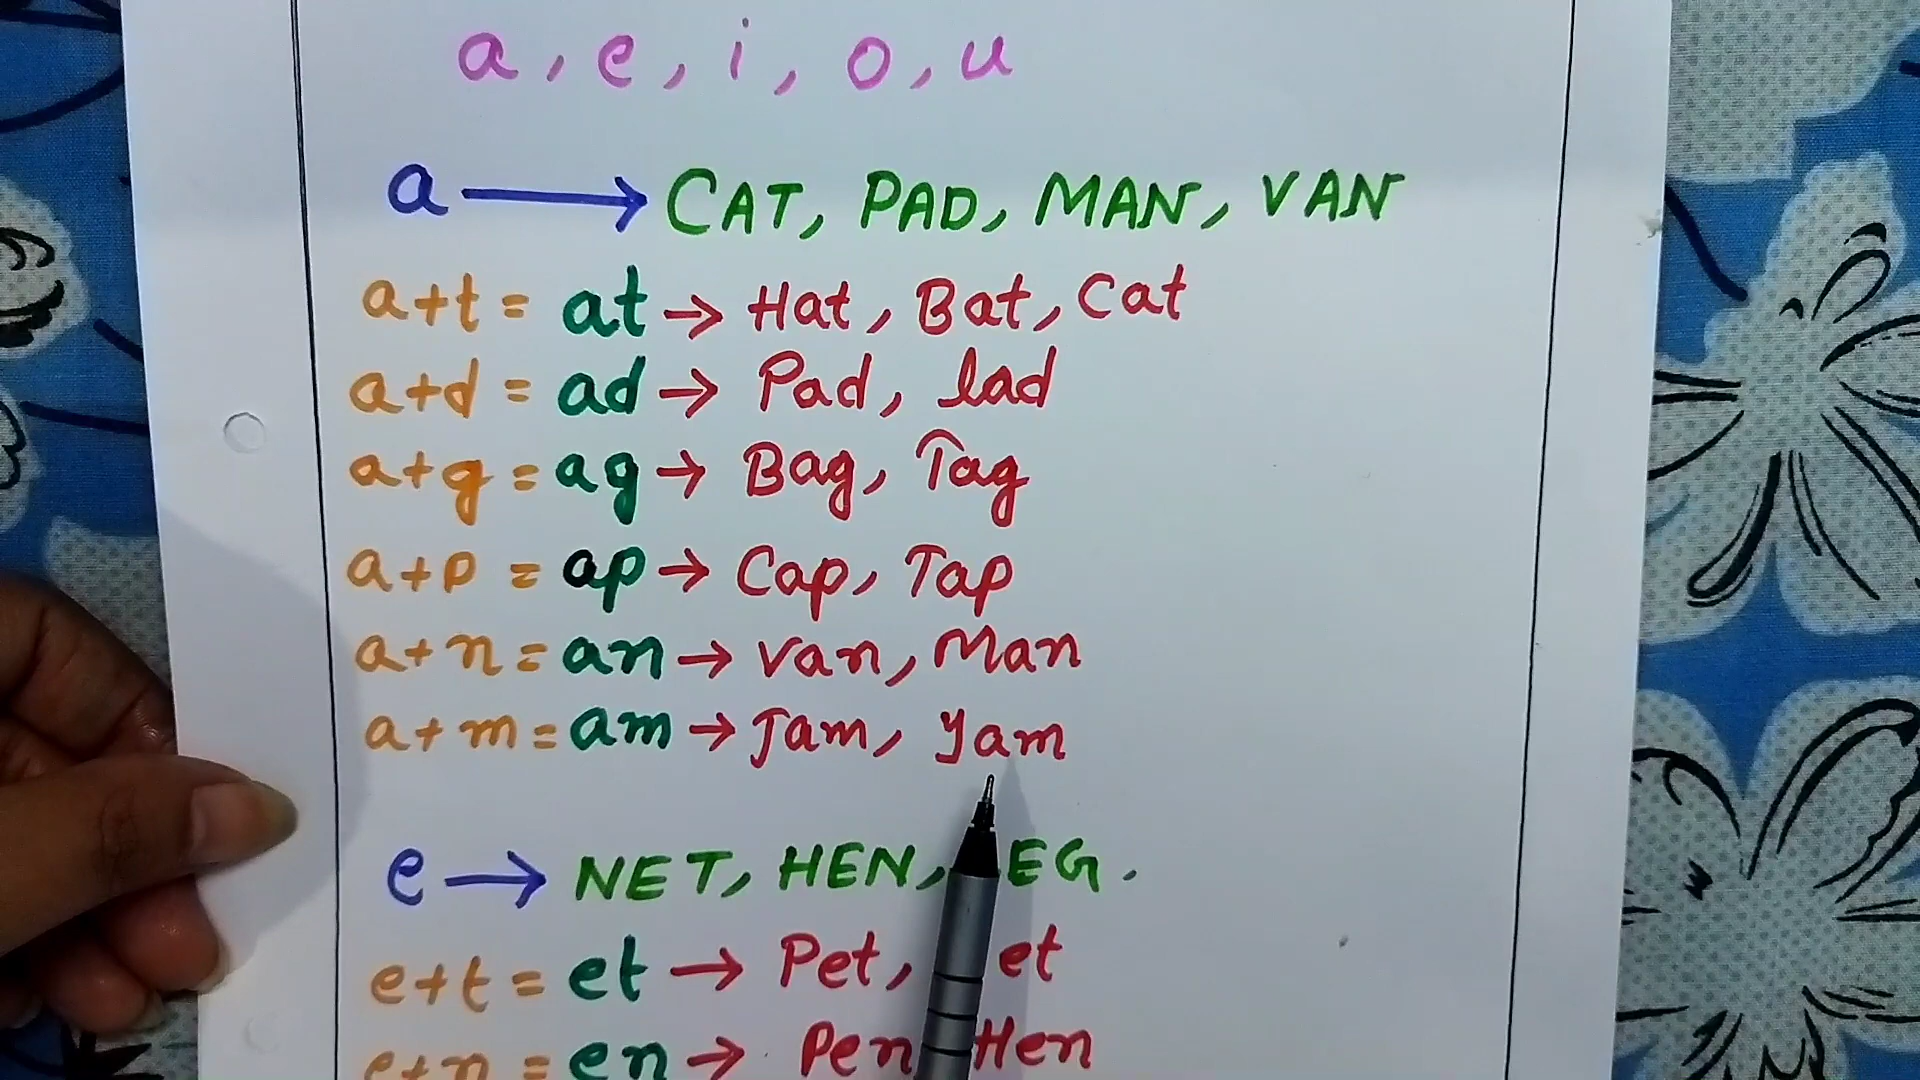 a, e, i, o, u
a → CAT, PAD, MAN, VAN
a+t = at → Hat, Bat, Cat
a+d = ad → Pad, lad
a+g = ag → Bag, Tag
a+p = ap → Cap, Tap
a+n = an → Van, Man
a+m = am → Jam, Yam
e → NET, HEN,
e+t = et → Pet,
e+n = en → Pen Hen